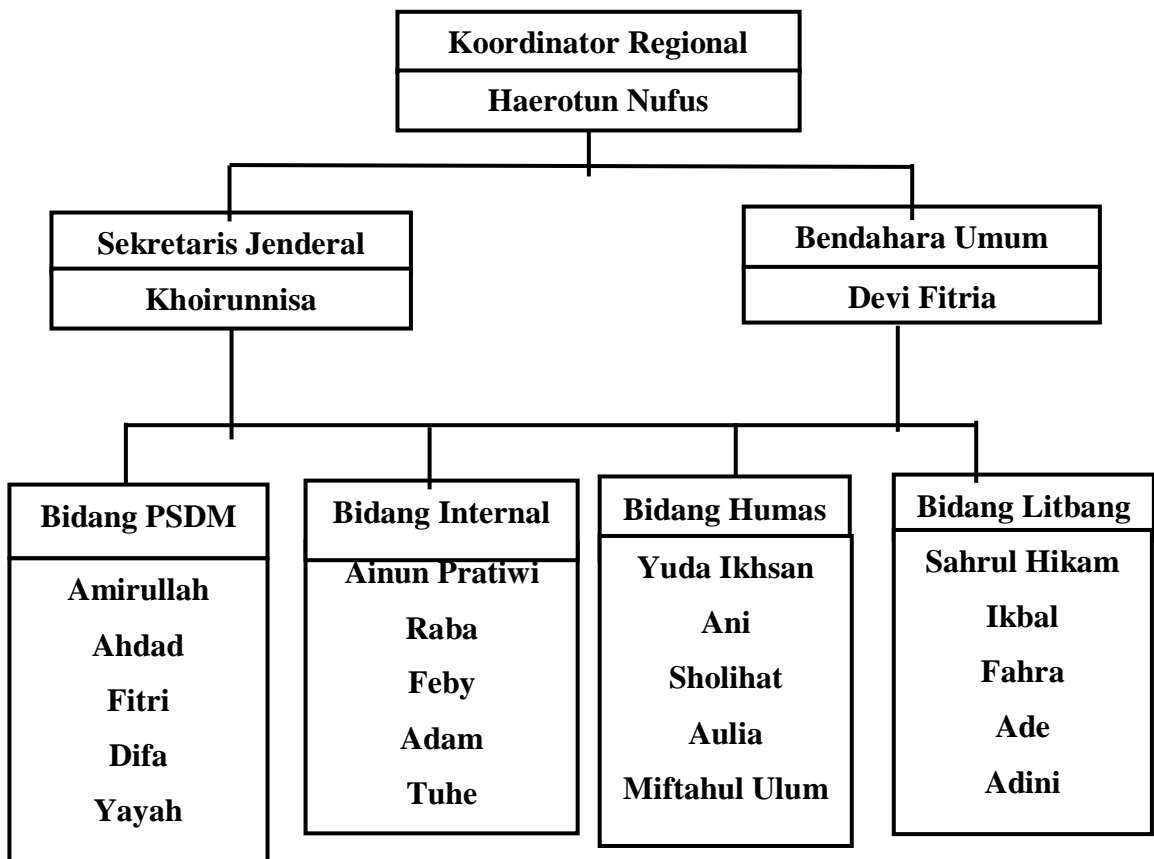 Koordinator Regional
Haerotun Nufus
Sekretaris Jenderal
Khoirunnisa
Bendahara Umum
Devi Fitria
Bidang PSDM
Amirullah
Ahdad
Fitri
Difa
Yayah
Bidang Internal
Ainun Pratiwi
Raba
Feby
Adam
Tuhe
Bidang Humas
Yuda Ikhsan
Ani
Sholihat
Aulia
Miftahul Ulum
Bidang Litbang
Sahrul Hikam
Ikbal
Fahra
Ade
Adini